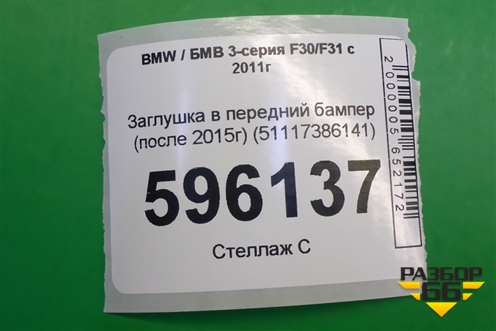 BMW / БМВ 3-серия F30/F31 с
2011г
Заглушка в передний бампер
(после 2015г) (51117386141)
596137
Стеллаж С
2000005652172
РАЗБОР
66